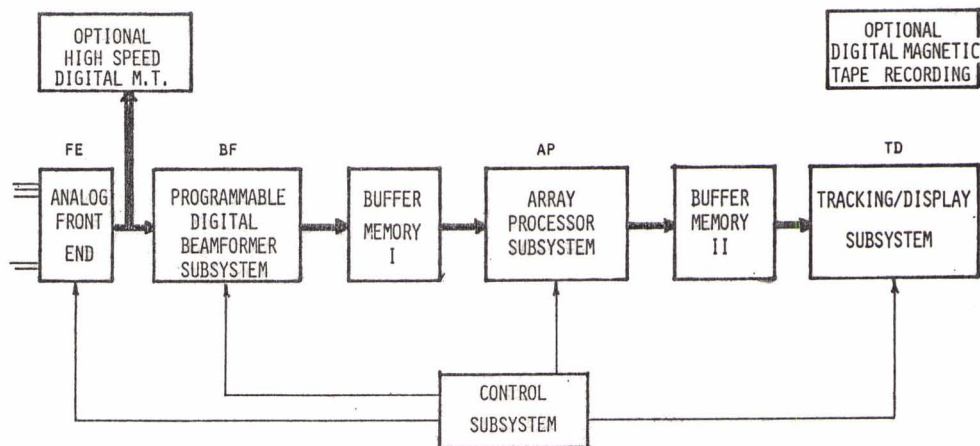 OPTIONAL
HIGH SPEED
DIGITAL M.T.
OPTIONAL
DIGITAL MAGNETIC
TAPE RECORDING
FE
BF
AP
TD
ANALOG
FRONT
END
PROGRAMMABLE
DIGITAL
BEAMFORMER
SUBSYSTEM
BUFFER
MEMORY
I
ARRAY
PROCESSOR
SUBSYSTEM
BUFFER
MEMORY
II
TRACKING/DISPLAY
SUBSYSTEM
CONTROL
SUBSYSTEM